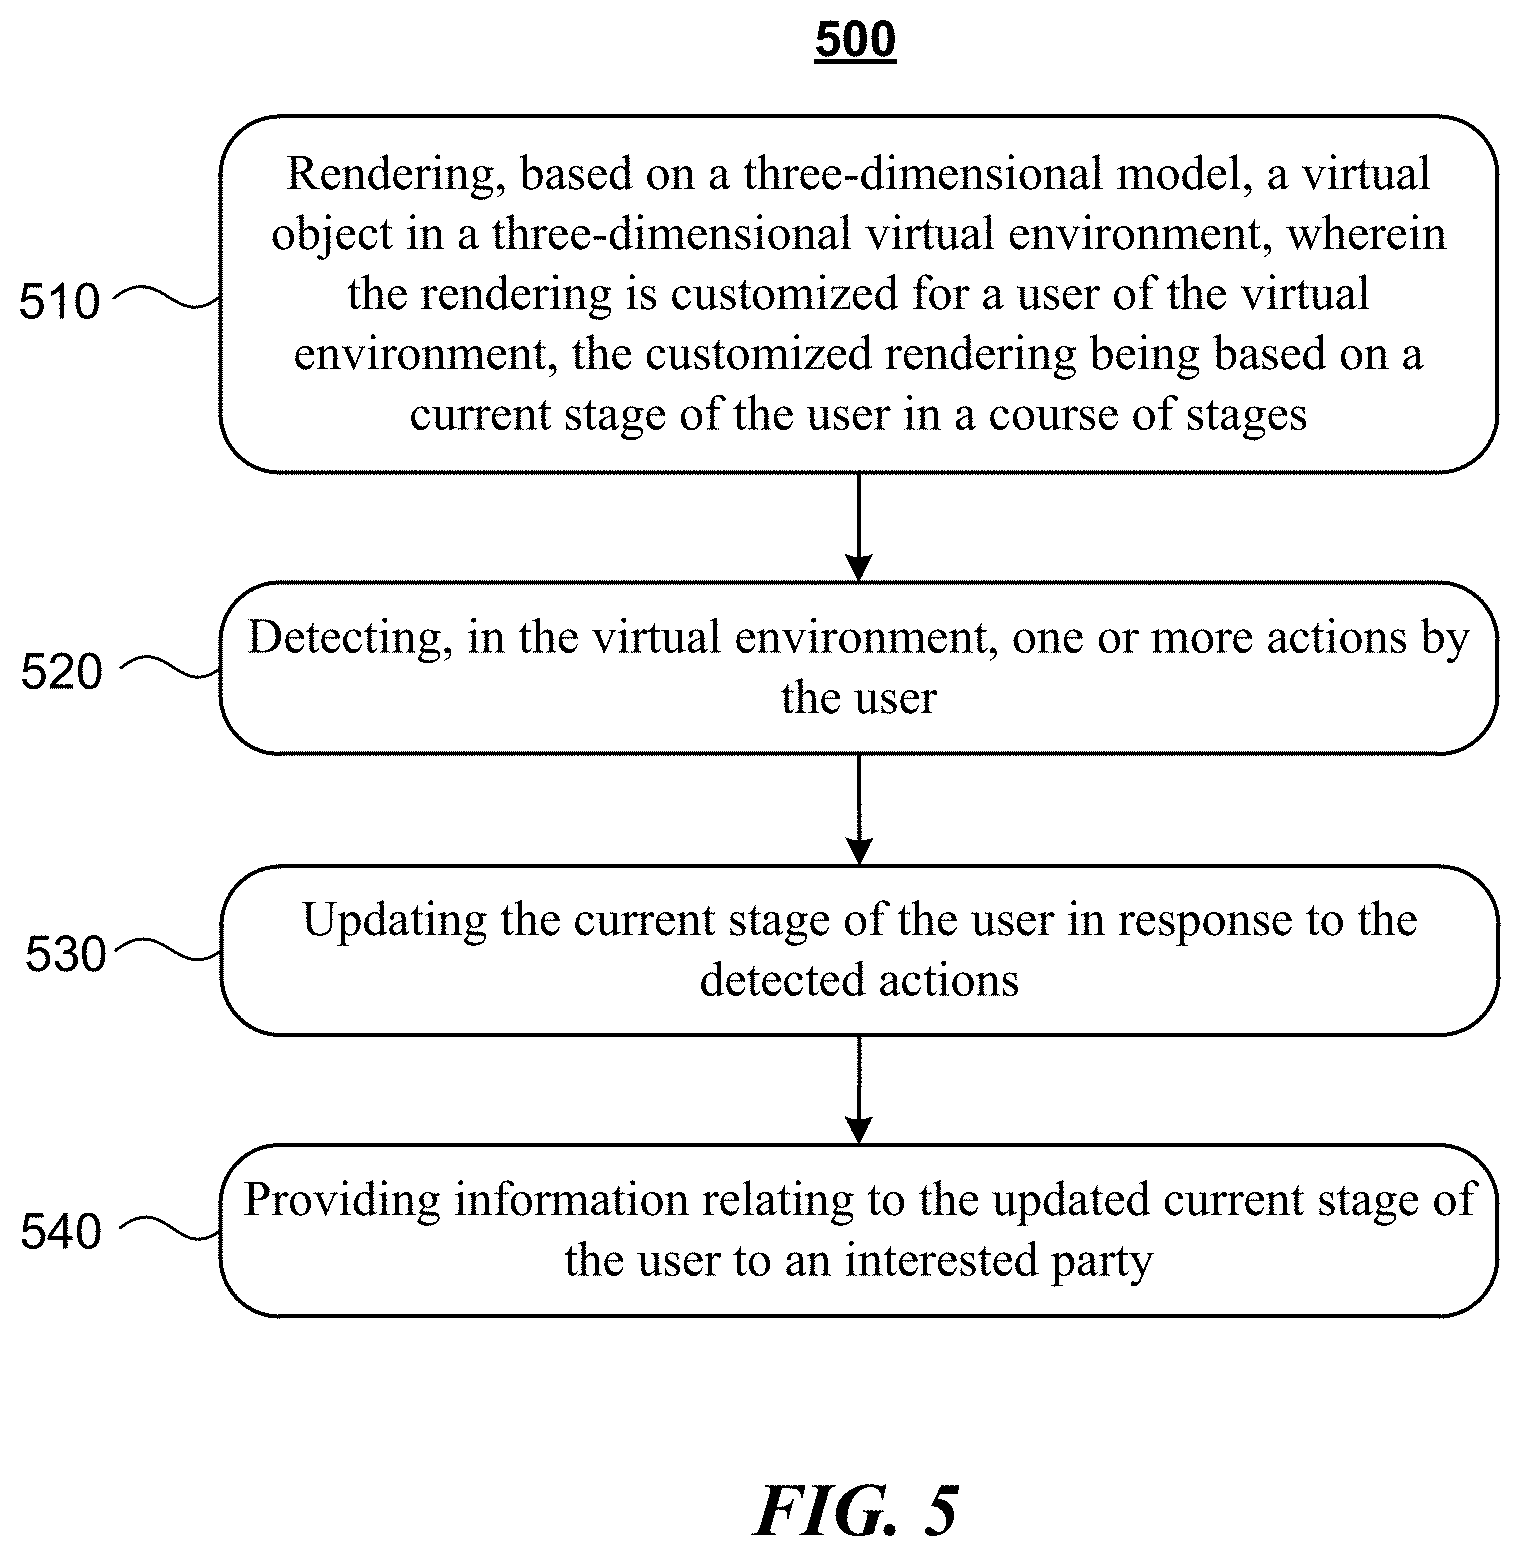 500
Rendering, based on a three-dimensional model, a virtual
object in a three-dimensional virtual environment, wherein
the rendering is customized for a user of the virtual
environment, the customized rendering being based on a
current stage of the user in a course of stages
510
Detecting, in the virtual environment, one or more actions by
the user
520
Updating the current stage of the user in response to the
detected actions
530
Providing information relating to the updated current stage of
the user to an interested party
540
FIG. 5